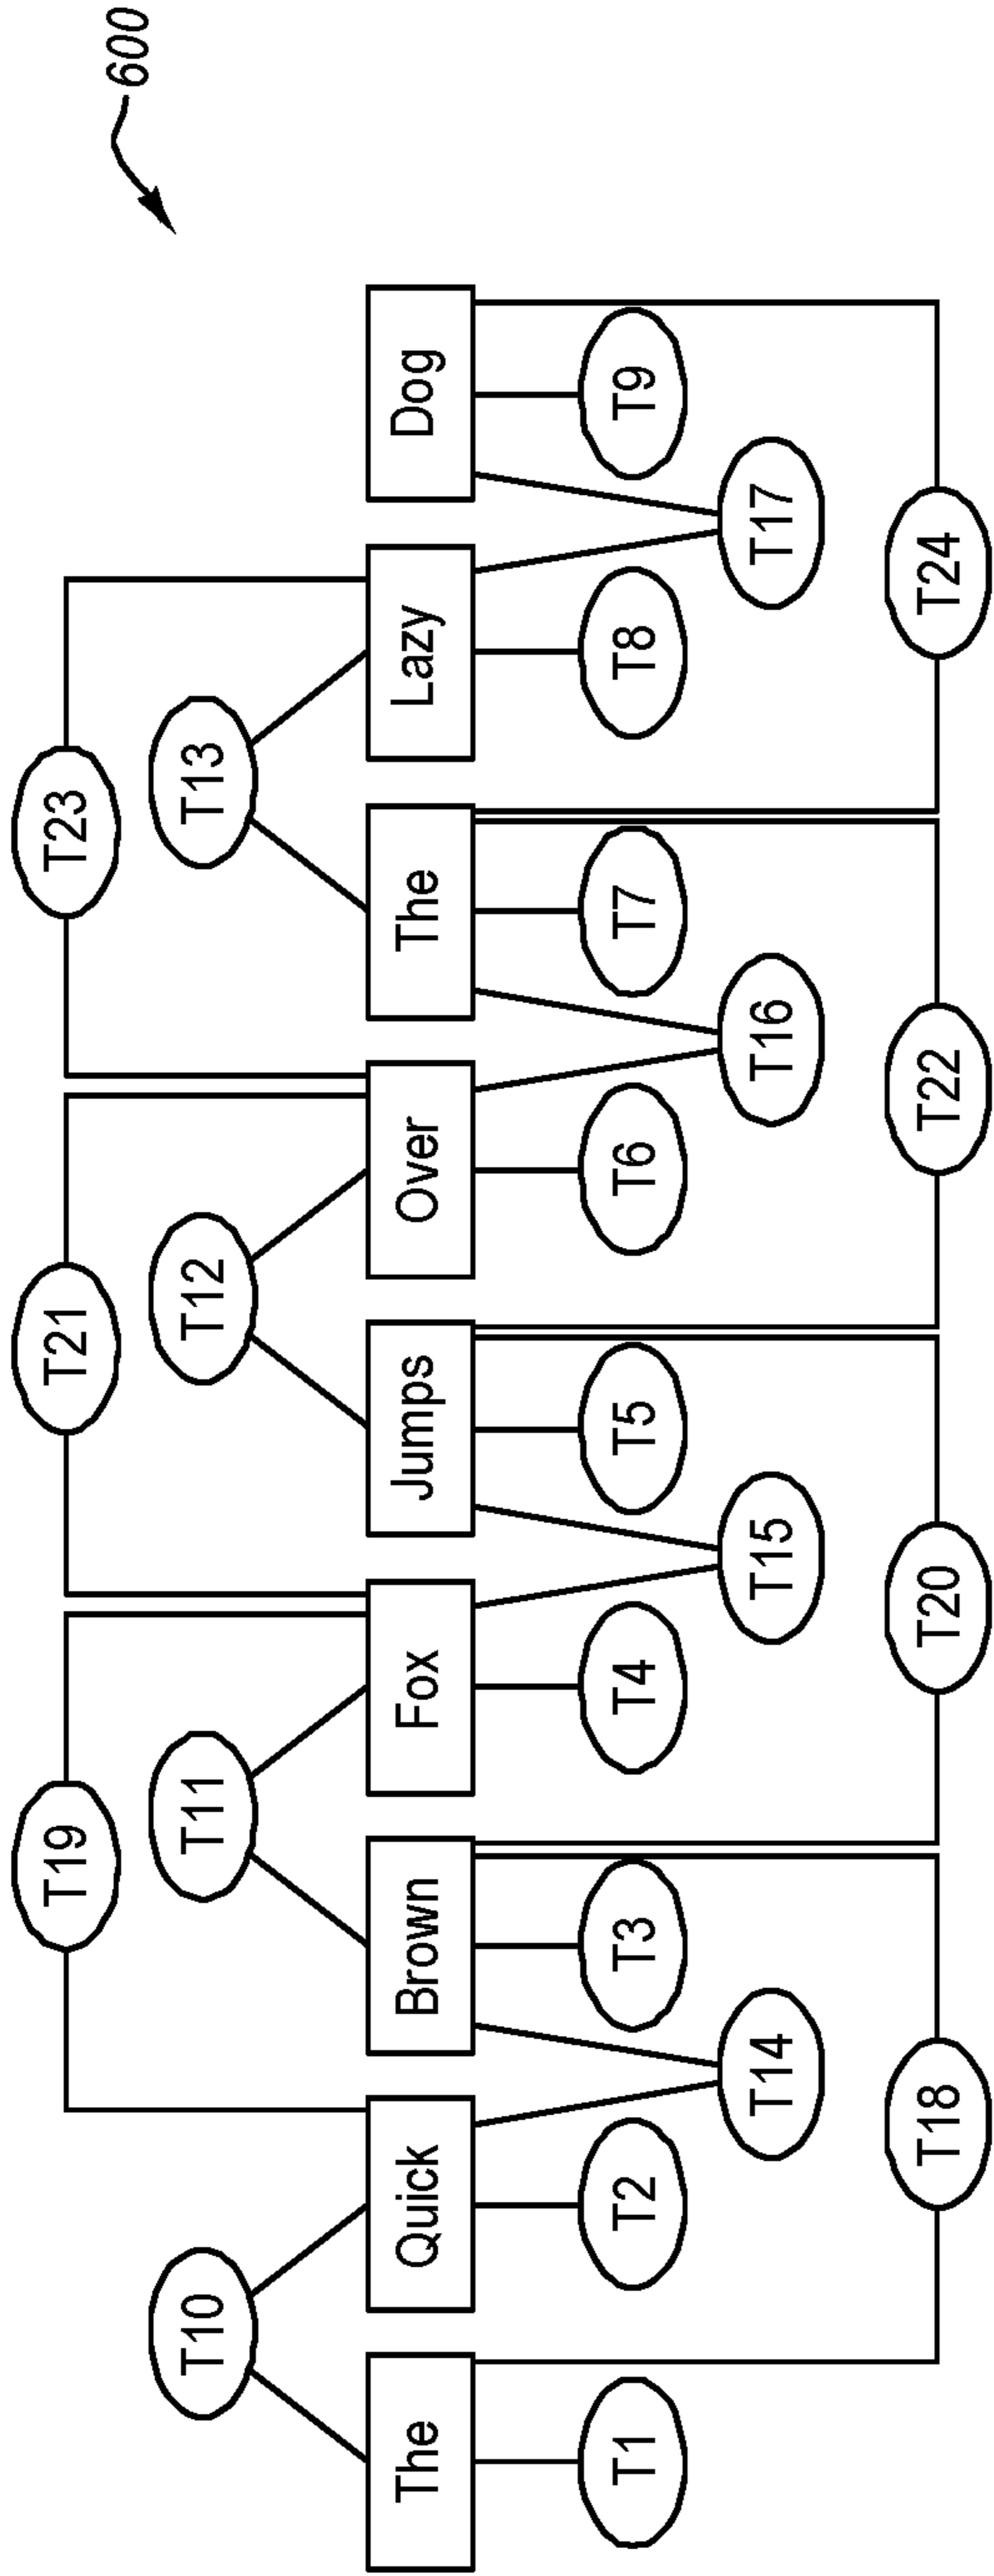 600
T19 T21 T23
T10 T11 T12 T13
The Quick Brown Fox Jumps Over The Lazy Dog
T1 T2 T3 T4 T5 T6 T7 T8 T9
T14 T15 T16 T17
T18 T20 T22 T24